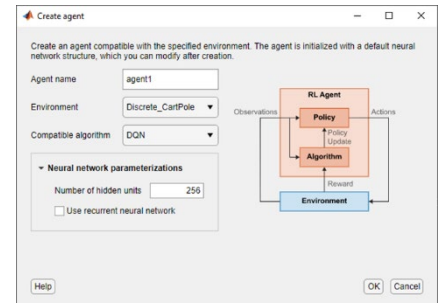 Create agent
Create an agent compatible with the specified environment. The agent is initialized with a default neural
network structure, which you can modify after creation.
Agent name
agent1
Environment
Discrete_CartPole
Compatible algorithm
DQN
Neural network parameterizations
Number of hidden units
256
Use recurrent neural network
RL Agent
Observations
Policy
Actions
Policy
Update
Algorithm
Reward
Environment
Help
OK
Cancel